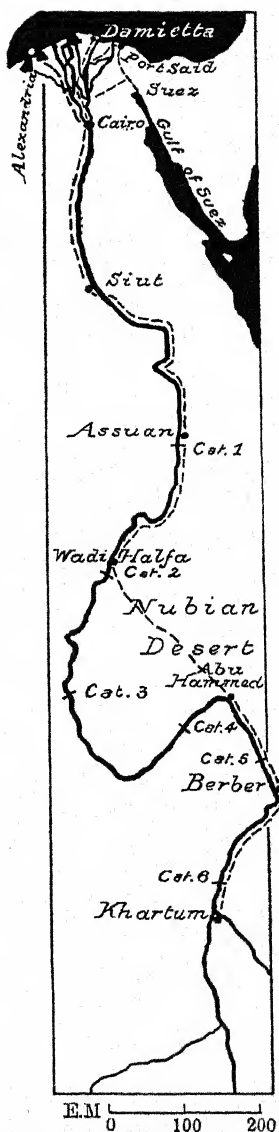 Damietta
Port Said
Suez
Alexandria
Cairo
Gulf of Suez
Siut
Assuan
Cat. 1
Wadi Halfa
Cat. 2
Nubian
Desert
Abu
Hammed
Cat. 3
Cat. 4
Cat. 5
Berber
Cat. 6
Khartum
E.M 0 100 200